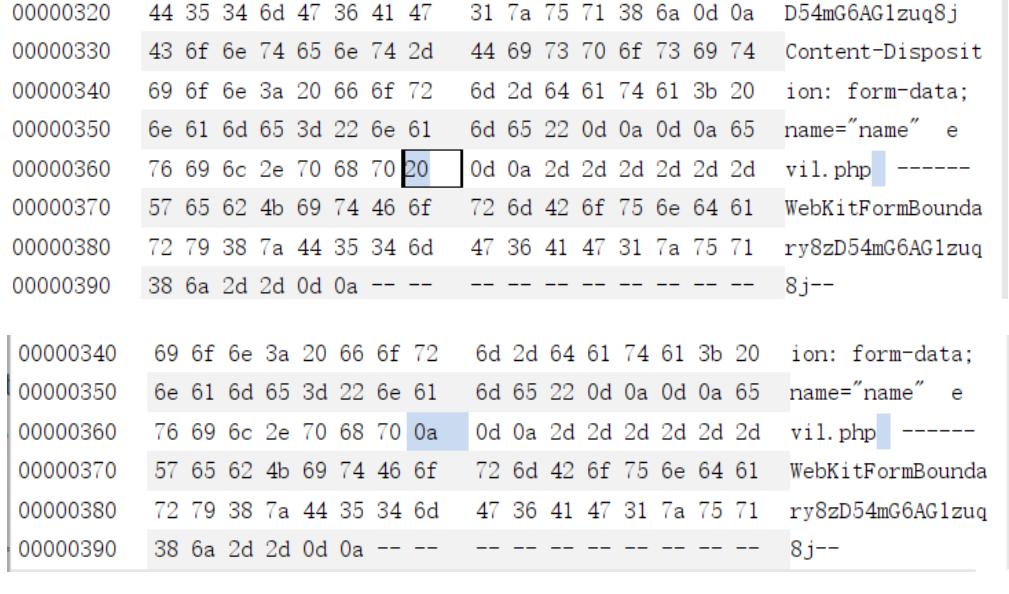 00000320 44 35 34 6d 47 36 41 47 31 7a 75 71 38 6a 0d 0a D54mG6AG1zuq8j
00000330 43 6f 6e 74 65 6e 74 2d 44 69 73 70 6f 73 69 74 Content-Disposit
00000340 69 6f 6e 3a 20 66 6f 72 6d 2d 64 61 74 61 3b 20 ion: form-data;
00000350 6e 61 6d 65 3d 22 6e 61 6d 65 22 0d 0a 0d 0a 65 name="name" e
00000360 76 69 6c 2e 70 68 70 20 0d 0a 2d 2d 2d 2d 2d 2d vil.php ------
00000370 57 65 62 4b 69 74 46 6f 72 6d 42 6f 75 6e 64 61 WebKitFormBounda
00000380 72 79 38 7a 44 35 34 6d 47 36 41 47 31 7a 75 71 ry8zD54mG6AG1zuq
00000390 38 6a 2d 2d 0d 0a -- -- -- -- -- -- -- -- -- -- 8j--
00000340 69 6f 6e 3a 20 66 6f 72 6d 2d 64 61 74 61 3b 20 ion: form-data;
00000350 6e 61 6d 65 3d 22 6e 61 6d 65 22 0d 0a 0d 0a 65 name="name" e
00000360 76 69 6c 2e 70 68 70 0a 0d 0a 2d 2d 2d 2d 2d 2d vil.php ------
00000370 57 65 62 4b 69 74 46 6f 72 6d 42 6f 75 6e 64 61 WebKitFormBounda
00000380 72 79 38 7a 44 35 34 6d 47 36 41 47 31 7a 75 71 ry8zD54mG6AG1zuq
00000390 38 6a 2d 2d 0d 0a -- -- -- -- -- -- -- -- -- -- 8j--